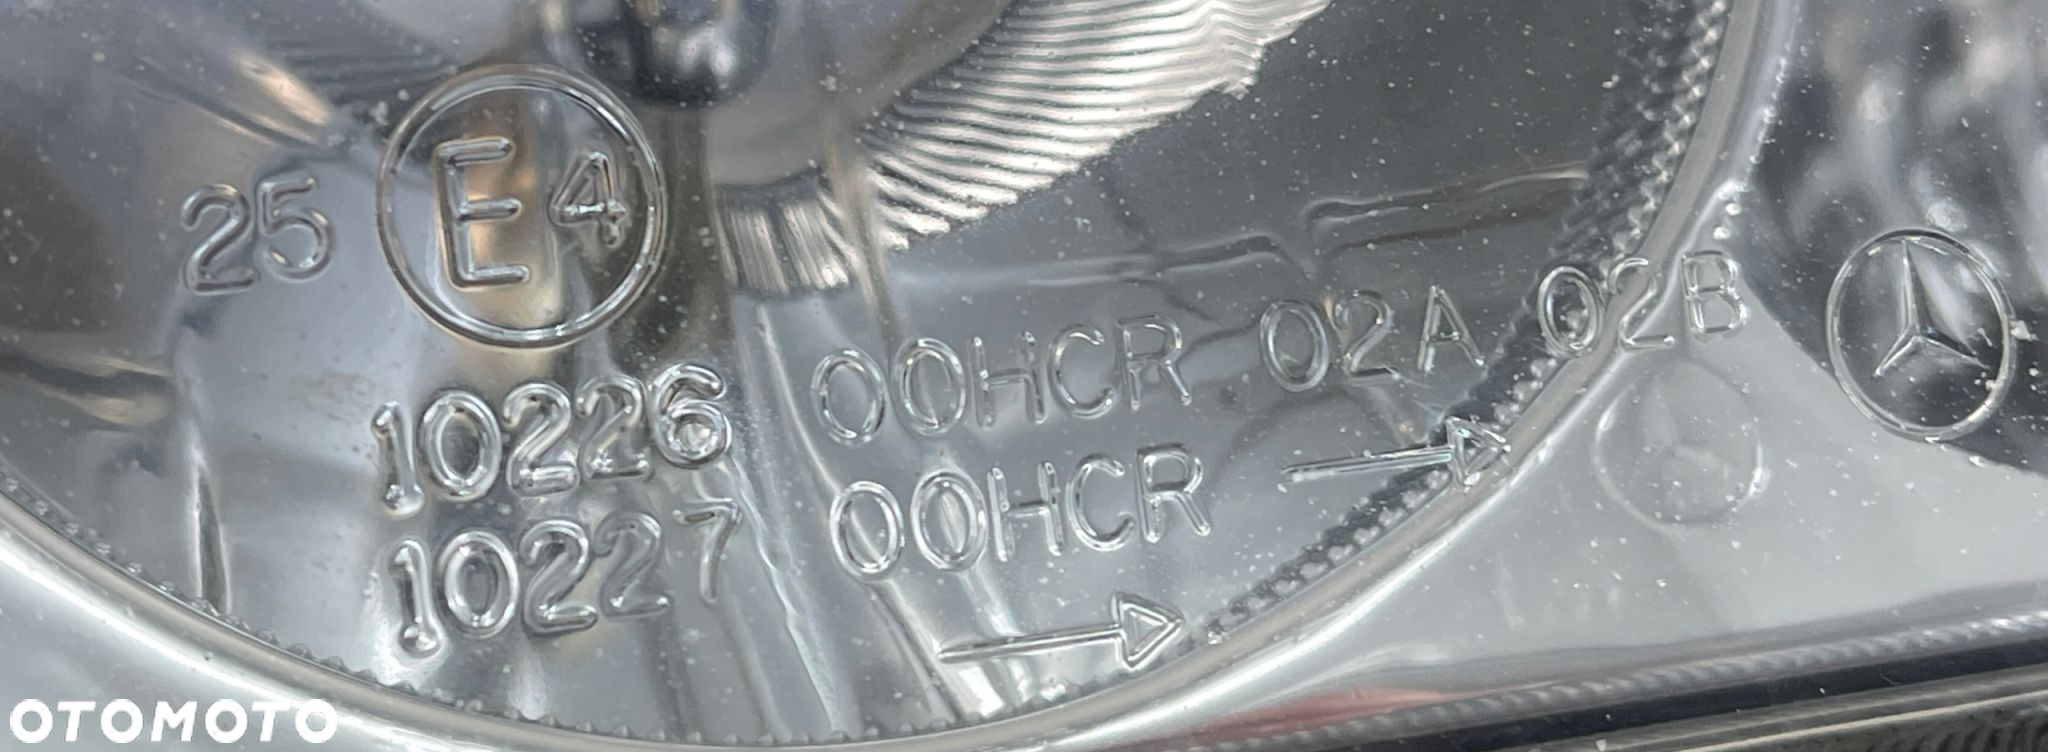 25 E4
10226 00HCR 02A 02B
10227 00HCR →
→
OTOMOTO